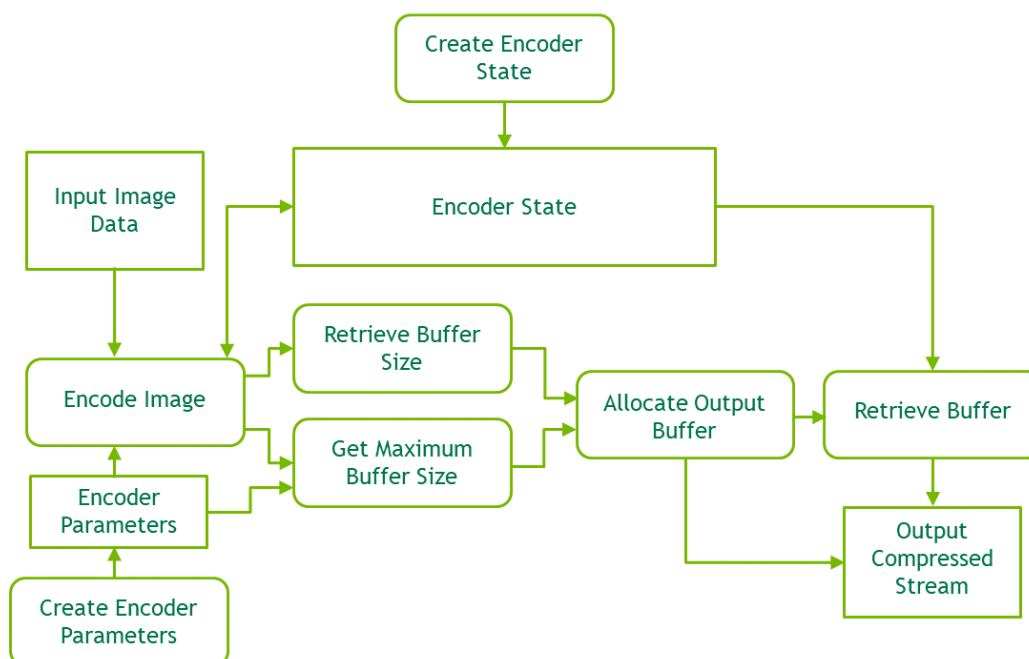 Create Encoder
State
Input Image
Data
Encoder State
Retrieve Buffer
Size
Encode Image
Allocate Output
Buffer
Retrieve Buffer
Get Maximum
Buffer Size
Encoder
Parameters
Output
Compressed
Stream
Create Encoder
Parameters